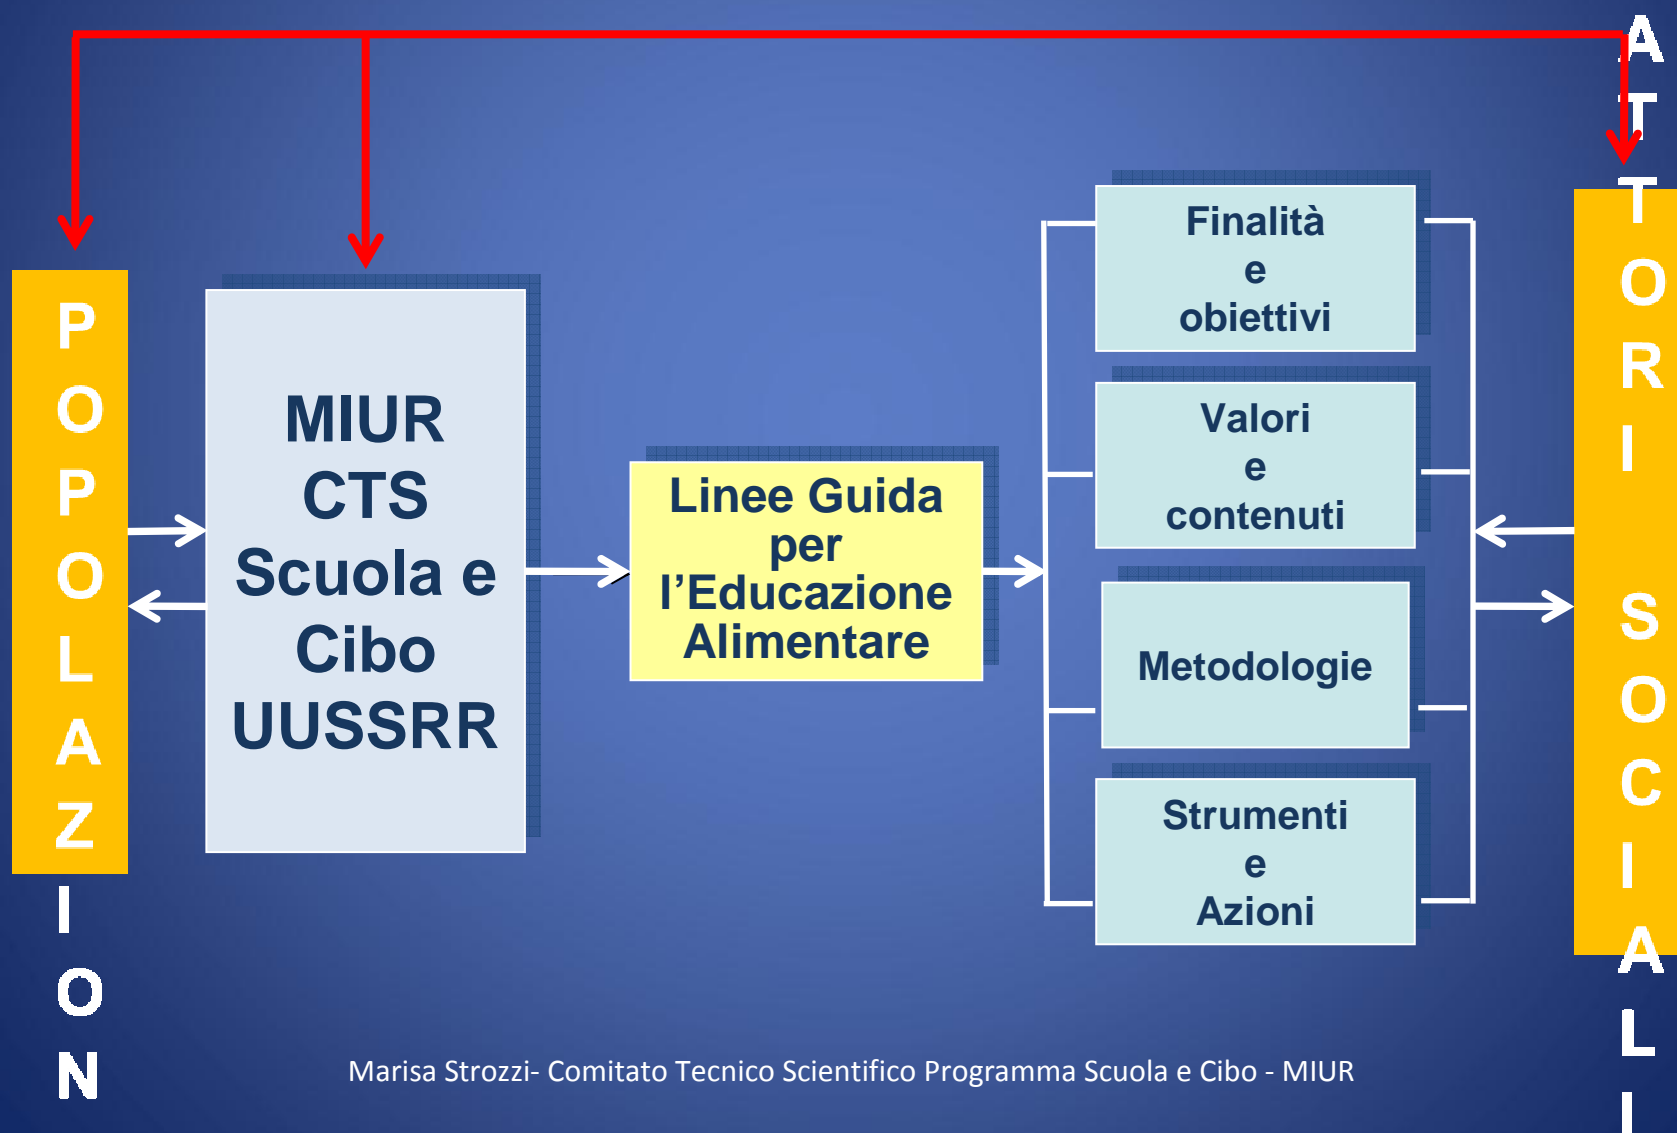 POPOLAZION
MIUR
CTS
Scuola e
Cibo
UUSSRR
Linee Guida
per
l’Educazione
Alimentare
Finalità
e
obiettivi
Valori
e
contenuti
Metodologie
Strumenti
e
Azioni
ATTORI SOCIALI
Marisa Strozzi- Comitato Tecnico Scientifico Programma Scuola e Cibo - MIUR